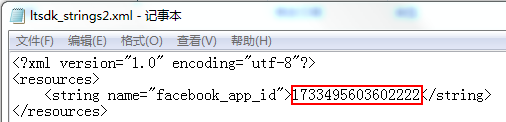 ltsdk_strings2.xml - 记事本
文件(F) 编辑(E) 格式(O) 查看(V) 帮助(H)
<?xml version="1.0" encoding="utf-8"?>
<resources>
    <string name="facebook_app_id">1733495603602222</string>
</resources>